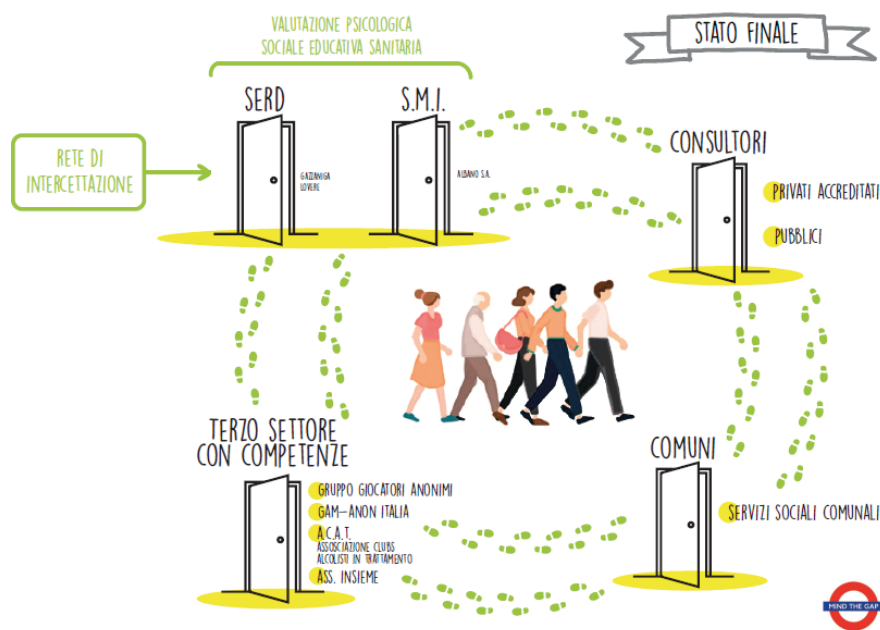 VALUTAZIONE PSICOLOGICA
SOCIALE EDUCATIVA SANITARIA
STATO FINALE
SERD
S.M.I.
RETE DI
INTERCETTAZIONE
GAZZANIGA
LOVERE
ALBANO S.A.
CONSULTORI
PRIVATI ACCREDITATI
PUBBLICI
TERZO SETTORE
CON COMPETENZE
GRUPPO GIOCATORI ANONIMI
GAM-ANON ITALIA
A.C.A.T.
ASSOSCIAZIONE CLUBS
ALCOLISTI IN TRATTAMENTO
ASS. INSIEME
COMUNI
SERVIZI SOCIALI COMUNALI
MIND THE GAP